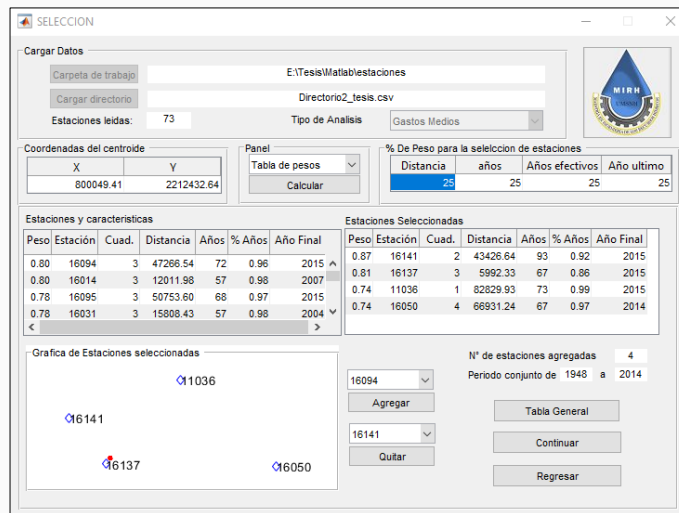 SELECCION
Cargar Datos
Carpeta de trabajo E:\Tesis\Matlab\estaciones
Cargar directorio Directorio2_tesis.csv
Estaciones leidas: 73 Tipo de Analisis Gastos Medios
MIRH
UMSNH
Coordenadas del centroide
X Y
800049.41 2212432.64
Panel
Tabla de pesos
Calcular
% De Peso para la selelccion de estaciones
Distancia años Años efectivos Año ultimo
25 25 25 25
Estaciones y caracteristicas
Peso Estación Cuad. Distancia Años % Años Año Final
0.80 16094 3 47266.54 72 0.96 2015
0.80 16014 3 12011.98 57 0.98 2007
0.78 16095 3 50753.60 68 0.97 2015
0.78 16031 3 15808.43 57 0.98 2004
Estaciones Seleccionadas
Peso Estación Cuad. Distancia Años % Años Año Final
0.87 16141 2 43426.64 93 0.92 2015
0.81 16137 3 5992.33 67 0.86 2015
0.74 11036 1 82829.93 73 0.99 2015
0.74 16050 4 66931.24 67 0.97 2014
Grafica de Estaciones seleccionadas
11036
16141
16137
16050
16094
Agregar
16141
Quitar
N° de estaciones agregadas 4
Periodo conjunto de 1948 a 2014
Tabla General
Continuar
Regresar